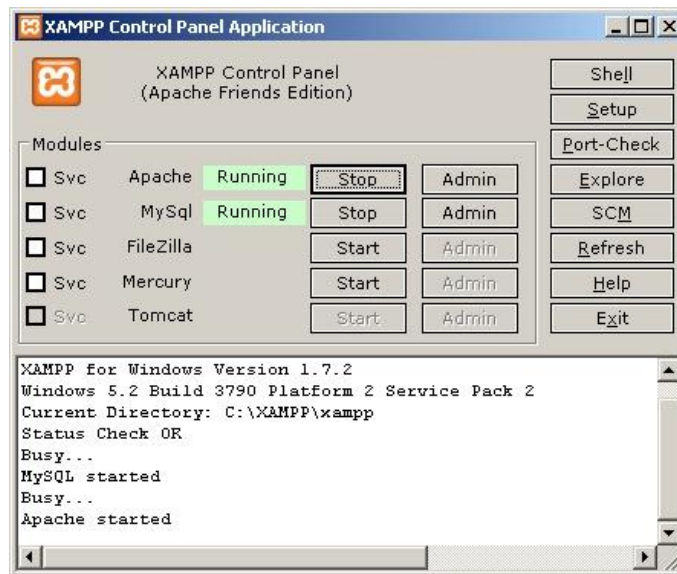 XAMPP Control Panel Application
XAMPP Control Panel
(Apache Friends Edition)
Shell
Setup
Port-Check
Explore
SCM
Refresh
Help
Exit
Modules
Svc Apache Running Stop Admin
Svc MySql Running Stop Admin
Svc FileZilla Start Admin
Svc Mercury Start Admin
Svc Tomcat Start Admin
XAMPP for Windows Version 1.7.2
Windows 5.2 Build 3790 Platform 2 Service Pack 2
Current Directory: C:\XAMPP\xampp
Status Check OK
Busy...
MySQL started
Busy...
Apache started